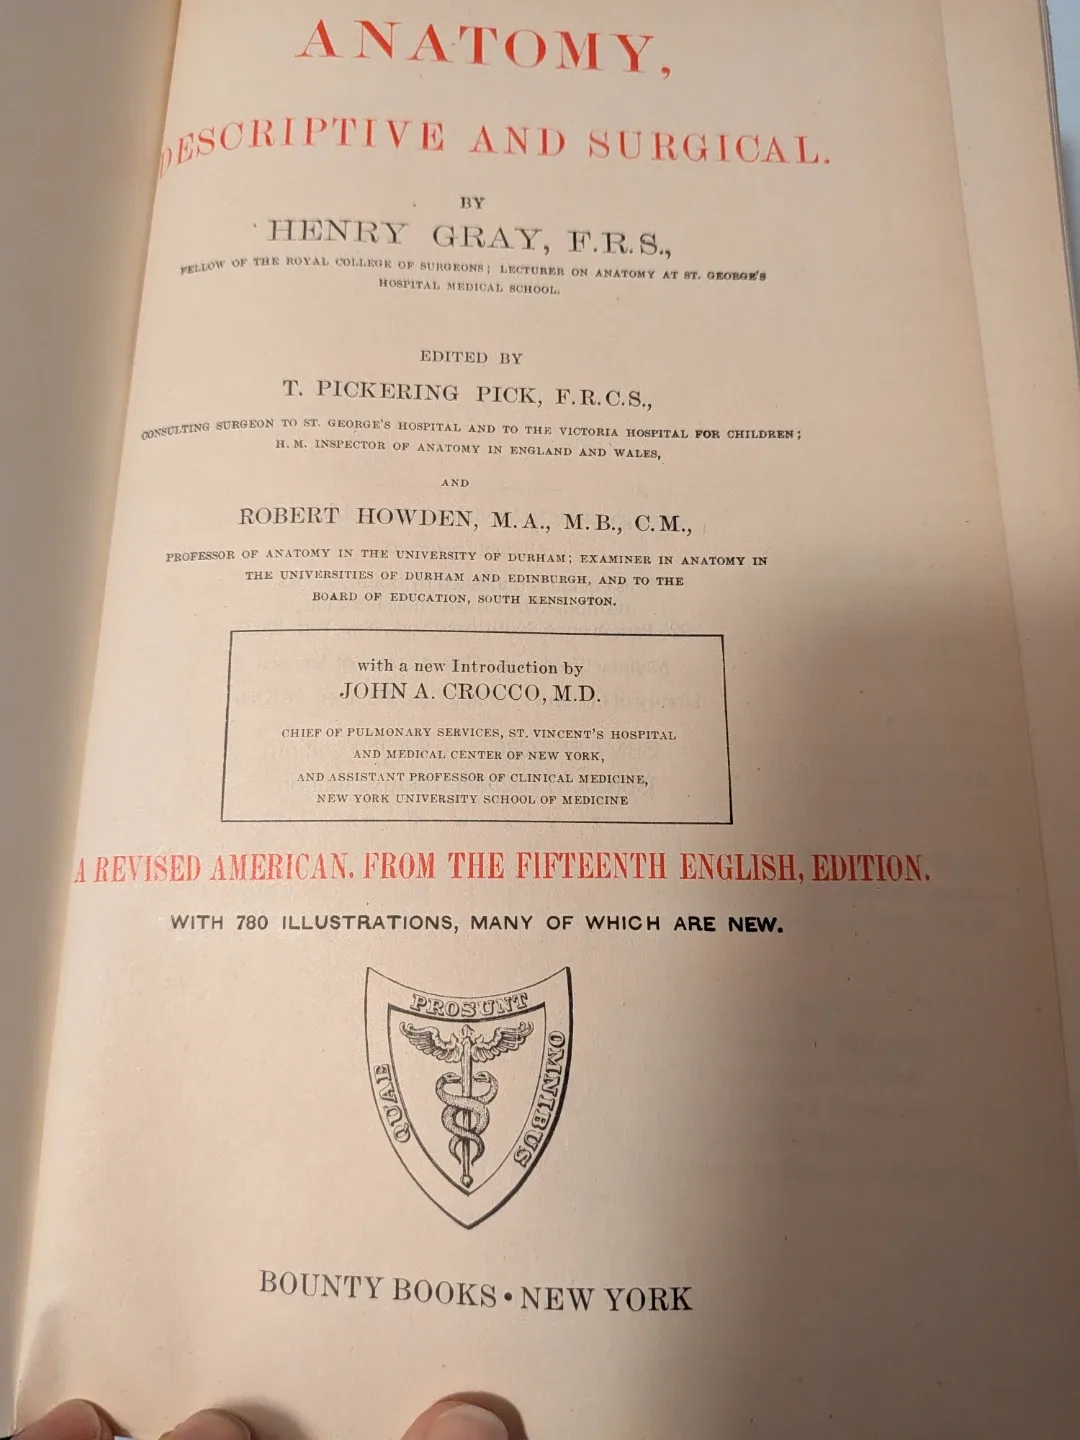 ANATOMY,
DESCRIPTIVE AND SURGICAL.
BY
HENRY GRAY, F.R.S.,
FELLOW OF THE ROYAL COLLEGE OF SURGEONS; LECTURER ON ANATOMY AT ST. GEORGE'S
HOSPITAL MEDICAL SCHOOL.
EDITED BY
T. PICKERING PICK, F.R.C.S.,
CONSULTING SURGEON TO ST. GEORGE'S HOSPITAL AND TO THE VICTORIA HOSPITAL FOR CHILDREN;
H. M. INSPECTOR OF ANATOMY IN ENGLAND AND WALES,
AND
ROBERT HOWDEN, M.A., M.B., C.M.,
PROFESSOR OF ANATOMY IN THE UNIVERSITY OF DURHAM; EXAMINER IN ANATOMY IN
THE UNIVERSITIES OF DURHAM AND EDINBURGH, AND TO THE
BOARD OF EDUCATION, SOUTH KENSINGTON.
with a new Introduction by
JOHN A. CROCCO, M.D.
CHIEF OF PULMONARY SERVICES, ST. VINCENT'S HOSPITAL
AND MEDICAL CENTER OF NEW YORK,
AND ASSISTANT PROFESSOR OF CLINICAL MEDICINE,
NEW YORK UNIVERSITY SCHOOL OF MEDICINE
A REVISED AMERICAN, FROM THE FIFTEENTH ENGLISH, EDITION.
WITH 780 ILLUSTRATIONS, MANY OF WHICH ARE NEW.
QUAE
PROSUNT
OMNIBUS
BOUNTY BOOKS • NEW YORK